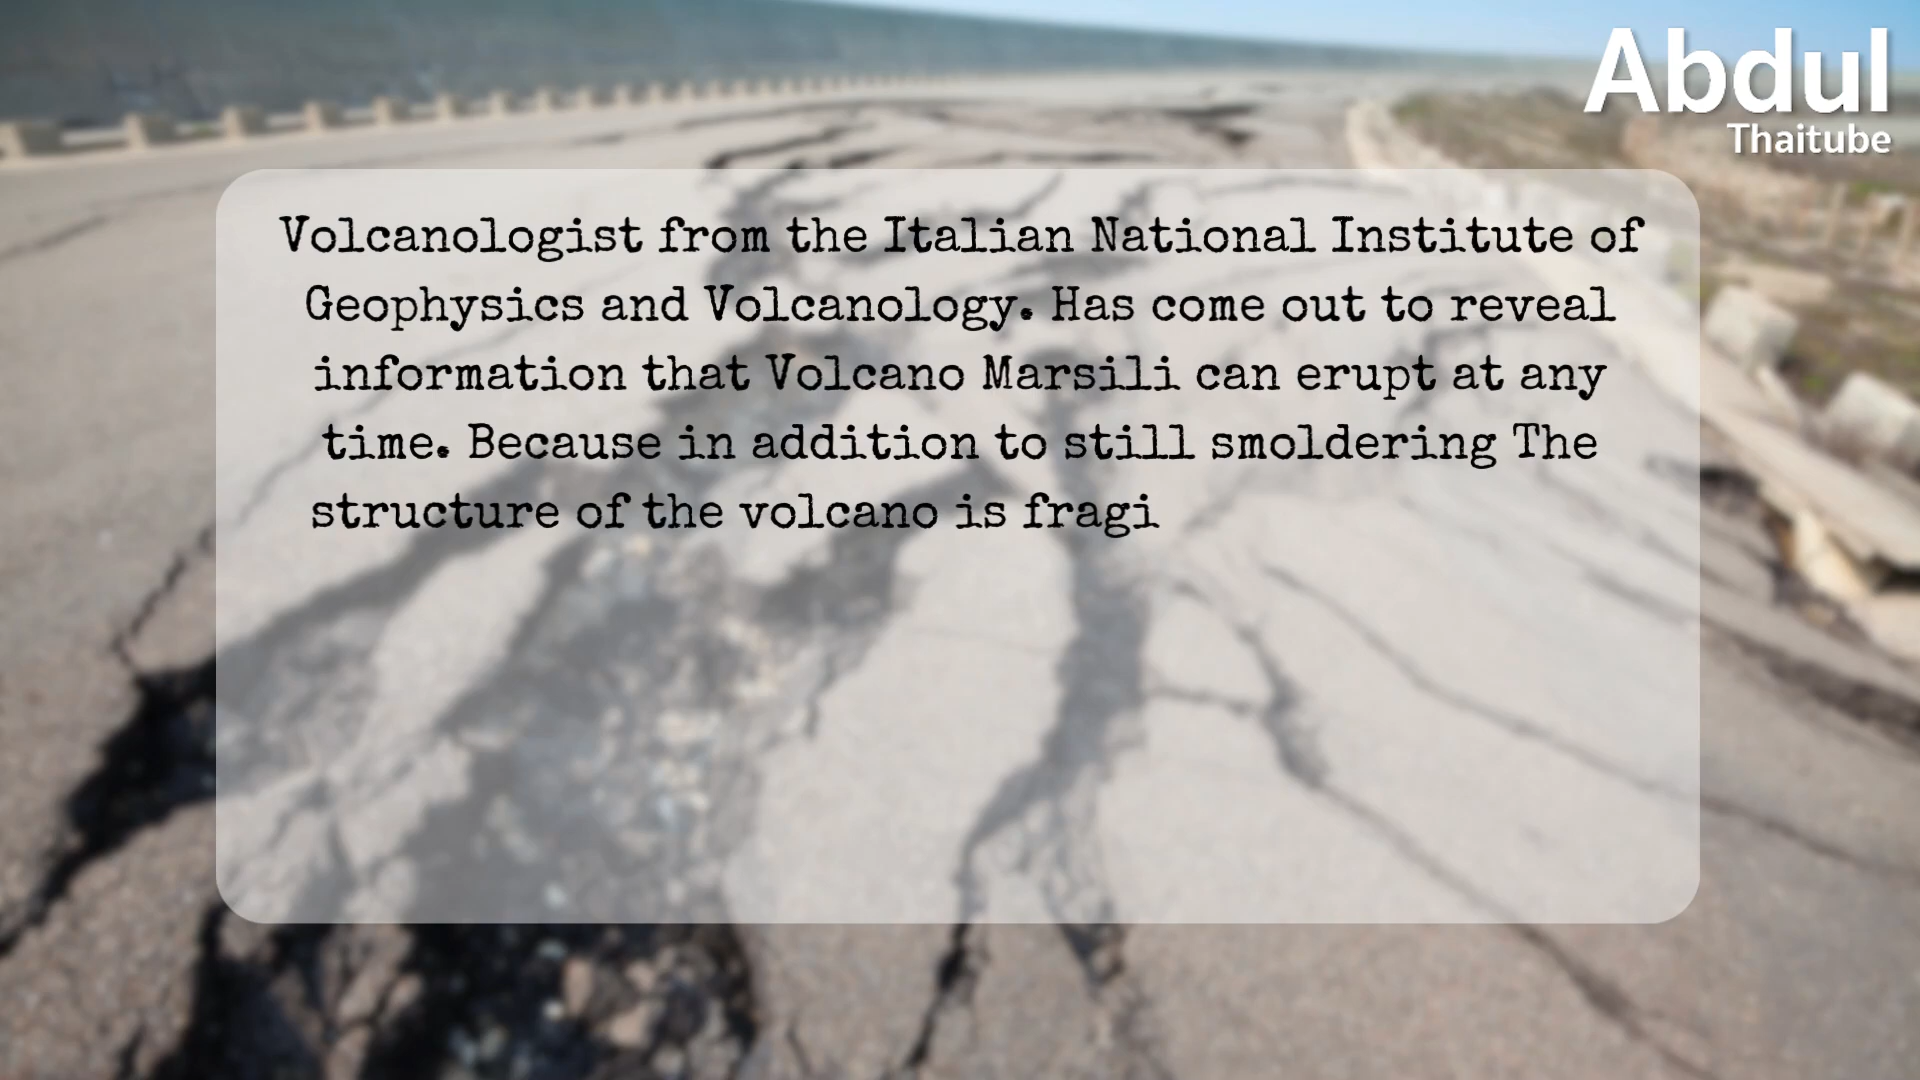 Abdul
Thaitube
Volcanologist from the Italian National Institute of
Geophysics and Volcanology. Has come out to reveal
information that Volcano Marsili can erupt at any
time. Because in addition to still smoldering The
structure of the volcano is fragi